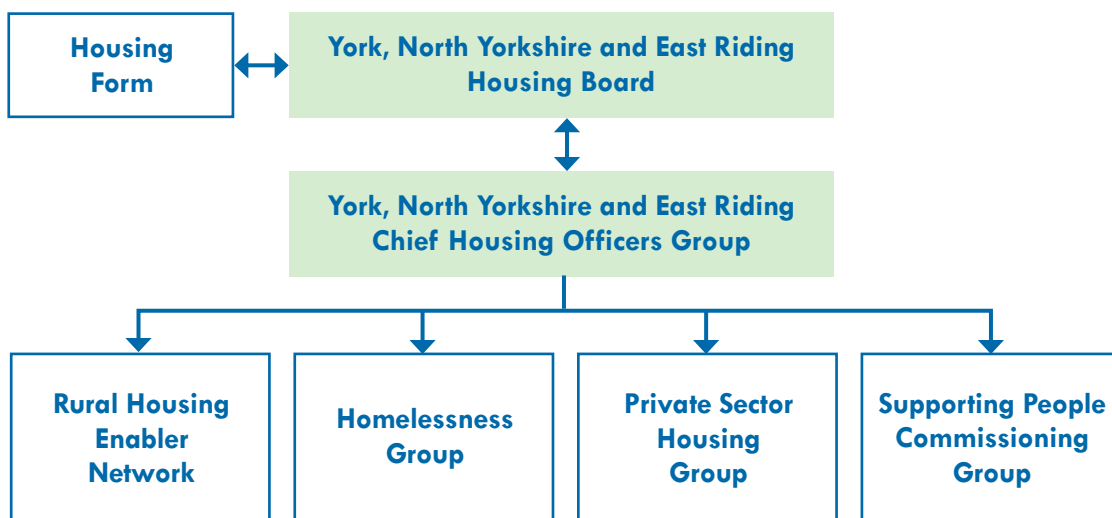 Housing
Form
York, North Yorkshire and East Riding
Housing Board
York, North Yorkshire and East Riding
Chief Housing Officers Group
Rural Housing
Enabler
Network
Homelessness
Group
Private Sector
Housing
Group
Supporting People
Commissioning
Group